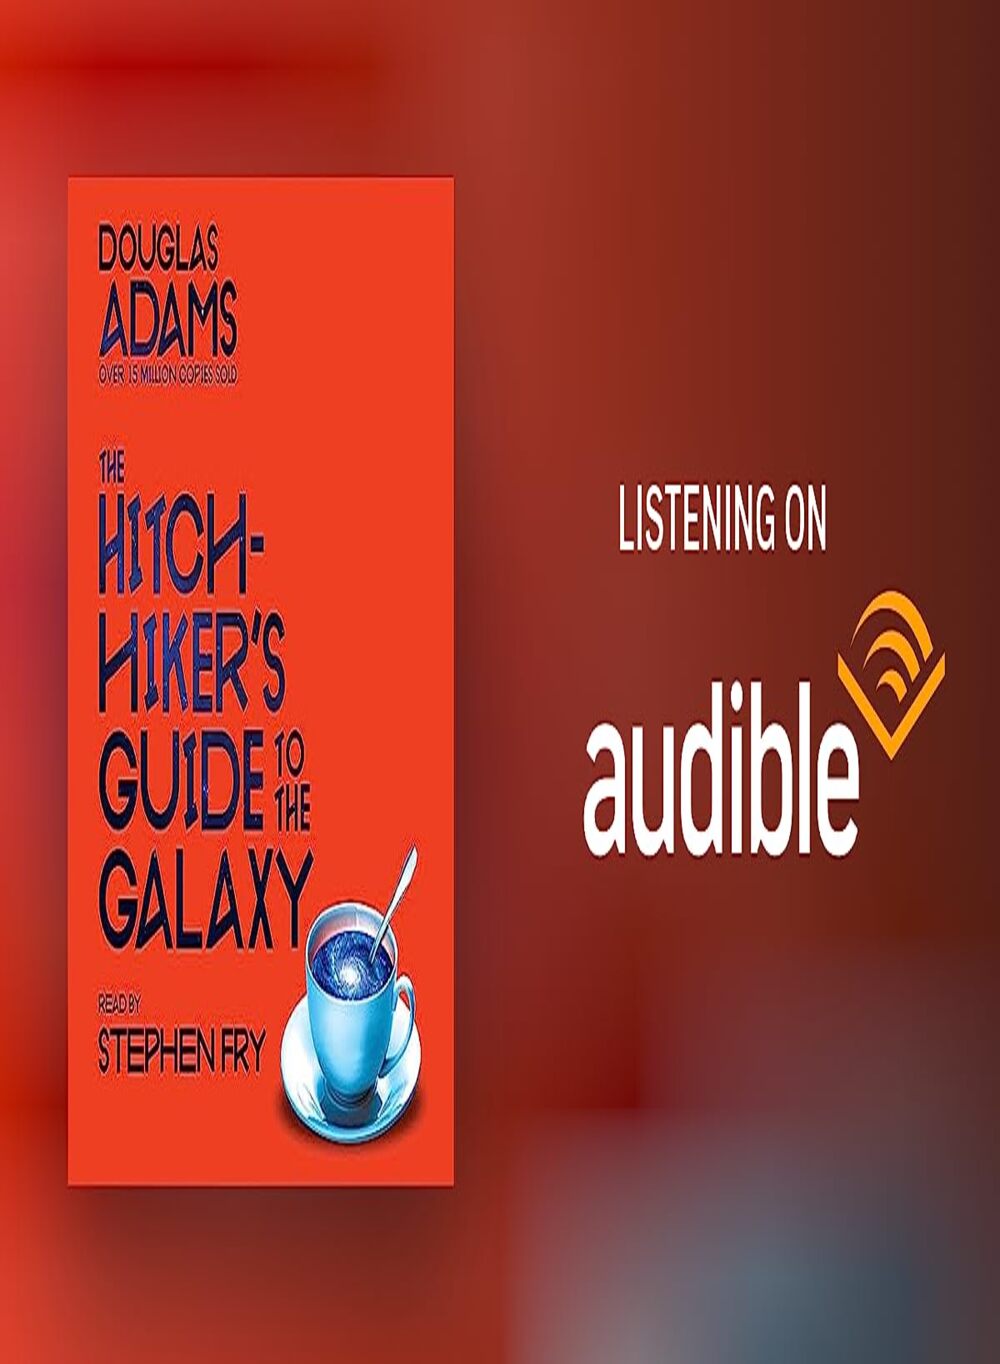 DOUGLAS
ADAMS
OVER 15 MILLION COPIES SOLD
THE
HITCH-
HIKER'S
GUIDE TO
THE
GALAXY
READ BY
STEPHEN FRY
LISTENING ON
audible